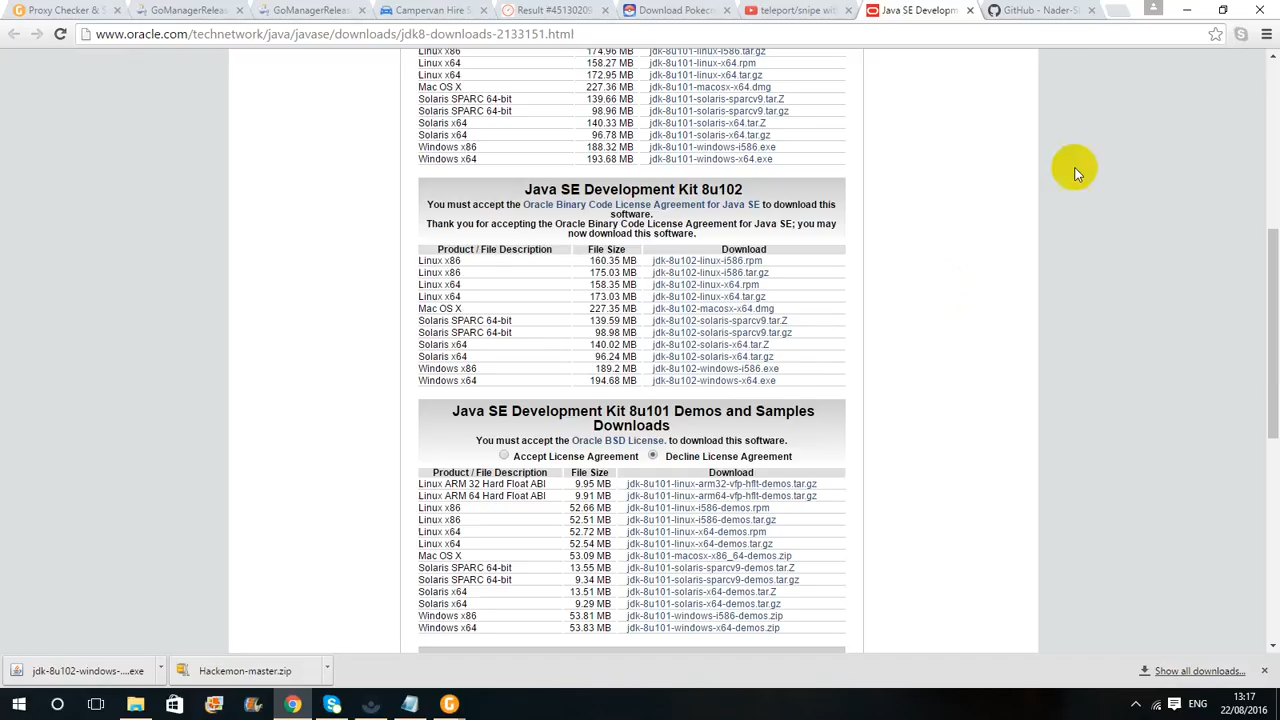 Proxy Checker & S
GoManagerReleas
GoManagerReleas
Campervan Hire S
Result #45130209
Download Pokecr
teleport/snipe with
Java SE Developm
GitHub - Nader-Sl
www.oracle.com/technetwork/java/javase/downloads/jdk8-downloads-2133151.html
Linux x86 174.96 MB jdk-8u101-linux-i586.tar.gz
Linux x64 158.27 MB jdk-8u101-linux-x64.rpm
Linux x64 172.95 MB jdk-8u101-linux-x64.tar.gz
Mac OS X 227.36 MB jdk-8u101-macosx-x64.dmg
Solaris SPARC 64-bit 139.66 MB jdk-8u101-solaris-sparcv9.tar.Z
Solaris SPARC 64-bit 98.96 MB jdk-8u101-solaris-sparcv9.tar.gz
Solaris x64 140.33 MB jdk-8u101-solaris-x64.tar.Z
Solaris x64 96.78 MB jdk-8u101-solaris-x64.tar.gz
Windows x86 188.32 MB jdk-8u101-windows-i586.exe
Windows x64 193.68 MB jdk-8u101-windows-x64.exe
Java SE Development Kit 8u102
You must accept the Oracle Binary Code License Agreement for Java SE to download this
software.
Thank you for accepting the Oracle Binary Code License Agreement for Java SE; you may
now download this software.
Product / File Description File Size Download
Linux x86 160.35 MB jdk-8u102-linux-i586.rpm
Linux x86 175.03 MB jdk-8u102-linux-i586.tar.gz
Linux x64 158.35 MB jdk-8u102-linux-x64.rpm
Linux x64 173.03 MB jdk-8u102-linux-x64.tar.gz
Mac OS X 227.35 MB jdk-8u102-macosx-x64.dmg
Solaris SPARC 64-bit 139.59 MB jdk-8u102-solaris-sparcv9.tar.Z
Solaris SPARC 64-bit 98.98 MB jdk-8u102-solaris-sparcv9.tar.gz
Solaris x64 140.02 MB jdk-8u102-solaris-x64.tar.Z
Solaris x64 96.24 MB jdk-8u102-solaris-x64.tar.gz
Windows x86 189.2 MB jdk-8u102-windows-i586.exe
Windows x64 194.68 MB jdk-8u102-windows-x64.exe
Java SE Development Kit 8u101 Demos and Samples
Downloads
You must accept the Oracle BSD License. to download this software.
Accept License Agreement Decline License Agreement
Product / File Description File Size Download
Linux ARM 32 Hard Float ABI 9.95 MB jdk-8u101-linux-arm32-vfp-hflt-demos.tar.gz
Linux ARM 64 Hard Float ABI 9.91 MB jdk-8u101-linux-arm64-vfp-hflt-demos.tar.gz
Linux x86 52.66 MB jdk-8u101-linux-i586-demos.rpm
Linux x86 52.51 MB jdk-8u101-linux-i586-demos.tar.gz
Linux x64 52.72 MB jdk-8u101-linux-x64-demos.rpm
Linux x64 52.54 MB jdk-8u101-linux-x64-demos.tar.gz
Mac OS X 53.09 MB jdk-8u101-macosx-x86_64-demos.zip
Solaris SPARC 64-bit 13.55 MB jdk-8u101-solaris-sparcv9-demos.tar.Z
Solaris SPARC 64-bit 9.34 MB jdk-8u101-solaris-sparcv9-demos.tar.gz
Solaris x64 13.51 MB jdk-8u101-solaris-x64-demos.tar.Z
Solaris x64 9.29 MB jdk-8u101-solaris-x64-demos.tar.gz
Windows x86 53.81 MB jdk-8u101-windows-i586-demos.zip
Windows x64 53.83 MB jdk-8u101-windows-x64-demos.zip
jdk-8u102-windows-....exe
Hackemon-master.zip
Show all downloads...
ENG
13:17
22/08/2016